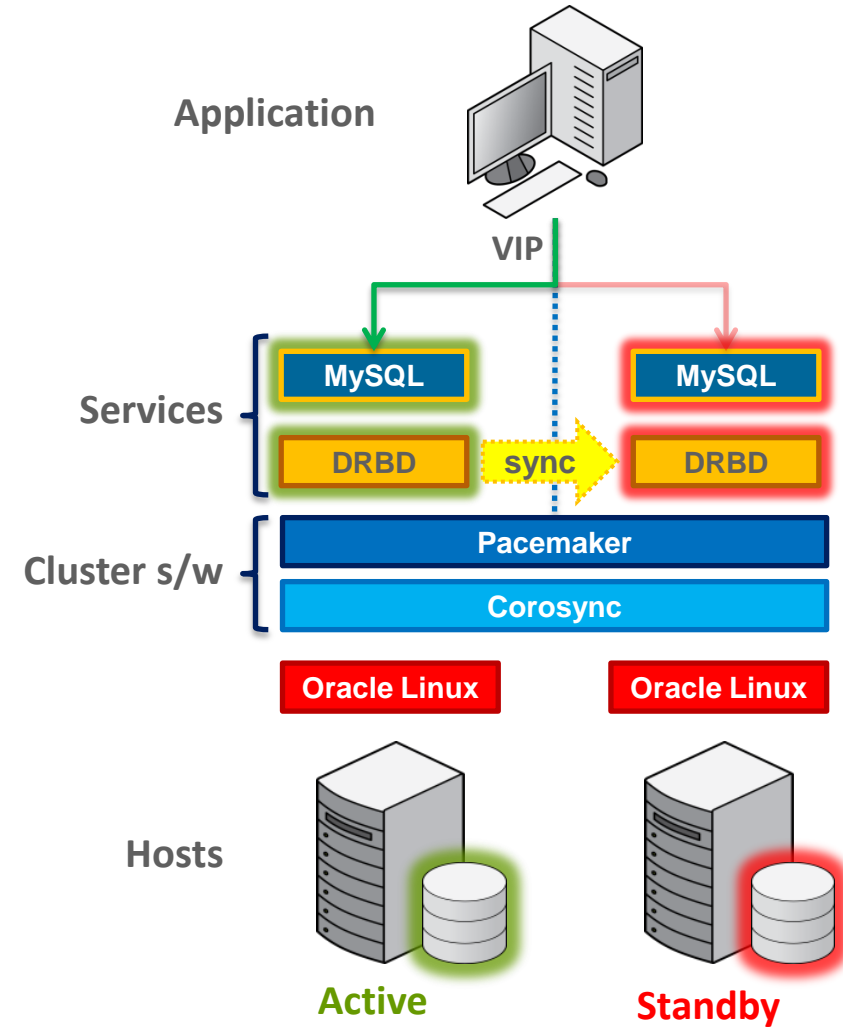 Application
VIP
MySQL
MySQL
Services
DRBD
sync
DRBD
Pacemaker
Cluster s/w
Corosync
Oracle Linux
Oracle Linux
Hosts
Active
Standby